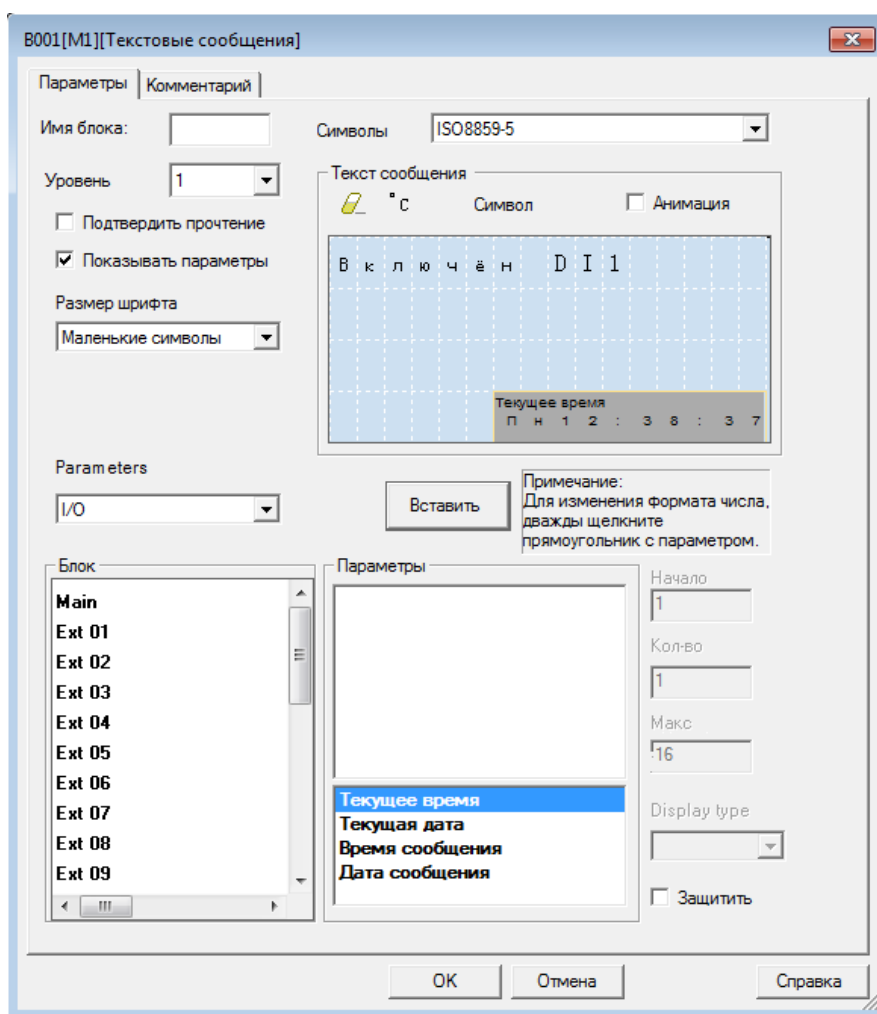 B001[M1][Текстовые сообщения]
Параметры Комментарий
Имя блока: Символы ISO8859-5
Уровень 1
Подтвердить прочтение
Показывать параметры
Размер шрифта
Маленькие символы
Текст сообщения
°C Символ Анимация
Включён DI1
Текущее время
Пн 12:38:37
Parameters
I/O
Вставить
Примечание:
Для изменения формата числа,
дважды щелкните
прямоугольник с параметром.
Блок
Main
Ext 01
Ext 02
Ext 03
Ext 04
Ext 05
Ext 06
Ext 07
Ext 08
Ext 09
Параметры
Текущее время
Текущая дата
Время сообщения
Дата сообщения
Начало
1
Кол-во
1
Макс
16
Display type
Защитить
OK Отмена Справка